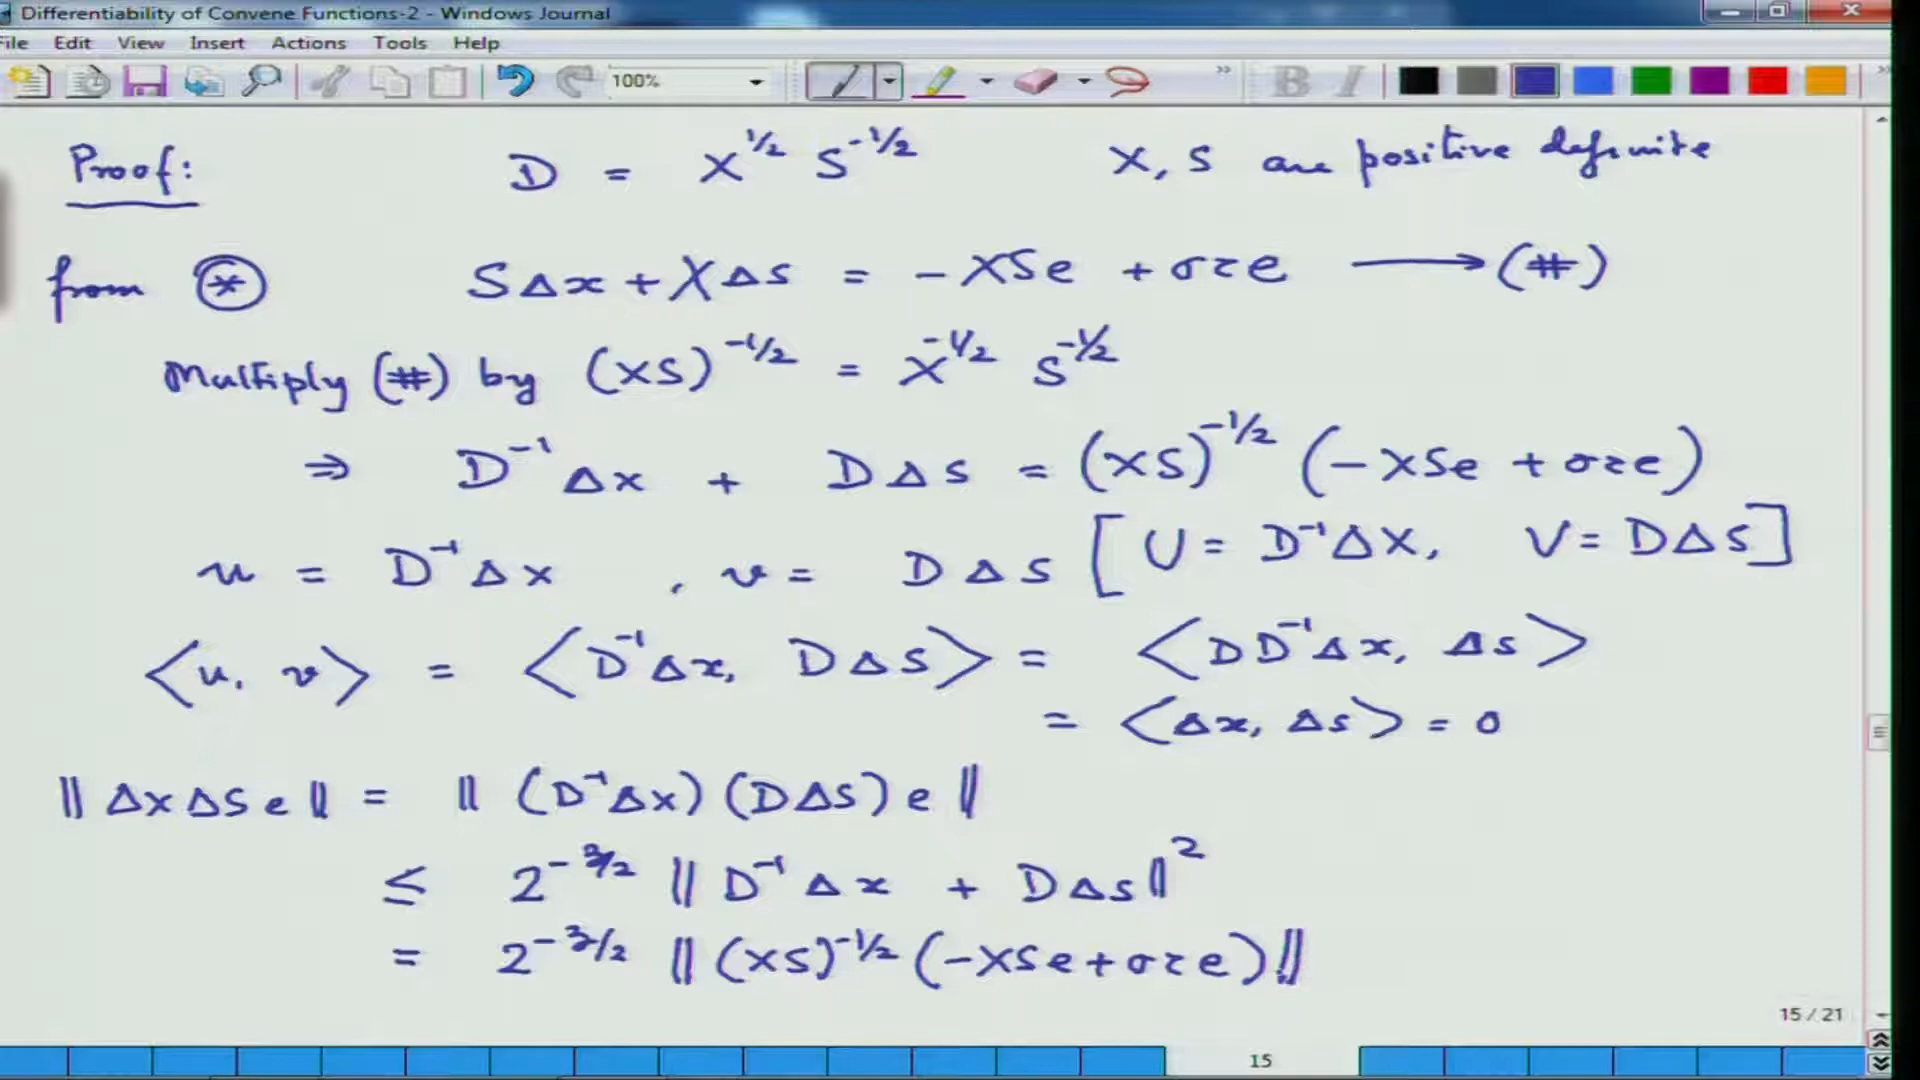 Differentiability of Convene Functions-2 - Windows Journal
File Edit View Insert Actions Tools Help
100%
B I
Proof: D = X^{1/2} S^{-1/2} X, S are positive definite
from ⊛ SΔx + XΔs = -XSe + στe ⟶ (#)
Multiply (#) by (XS)^{-1/2} = X^{-1/2} S^{-1/2}
⇒ D^{-1}Δx + DΔs = (XS)^{-1/2} (-XSe + στe)
u = D^{-1}Δx , v = DΔs [U = D^{-1}ΔX, V = DΔS]
⟨u, v⟩ = ⟨D^{-1}Δx, DΔs⟩ = ⟨DD^{-1}Δx, Δs⟩
= ⟨Δx, Δs⟩ = 0
||ΔXΔSe|| = ||(D^{-1}ΔX)(DΔS)e||
≤ 2^{-3/2} ||D^{-1}Δx + DΔs||^2
= 2^{-3/2} ||(XS)^{-1/2} (-XSe + στe)||
15 / 21
15